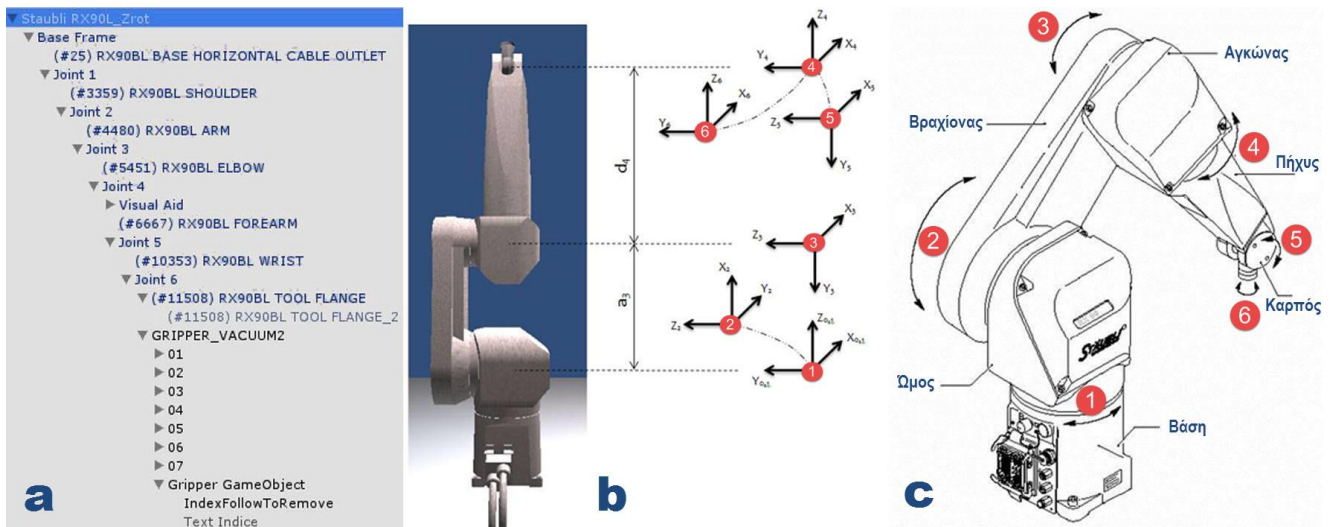 Staubli RX90L_Zrot
Base Frame
(#25) RX90BL BASE HORIZONTAL CABLE OUTLET
Joint 1
(#3359) RX90BL SHOULDER
Joint 2
(#4480) RX90BL ARM
Joint 3
(#5451) RX90BL ELBOW
Joint 4
Visual Aid
(#6667) RX90BL FOREARM
Joint 5
(#10353) RX90BL WRIST
Joint 6
(#11508) RX90BL TOOL FLANGE
(#11508) RX90BL TOOL FLANGE_2
GRIPPER_VACUUM2
01
02
03
04
05
06
07
Gripper GameObject
IndexFollowToRemove
Text Indice
a
d4
a3
Z4
X4
Y4
4
Z6
X6
Y6
6
X5
Z5
5
Y5
X3
Z3
3
Y3
X2
Y2
Z2
2
Z0,1
X0,1
Y0,1
1
b
3
Αγκώνας
Βραχίονας
4
Πήχυς
2
5
Καρπός
6
STÄUBLI
Ώμος
1
Βάση
c